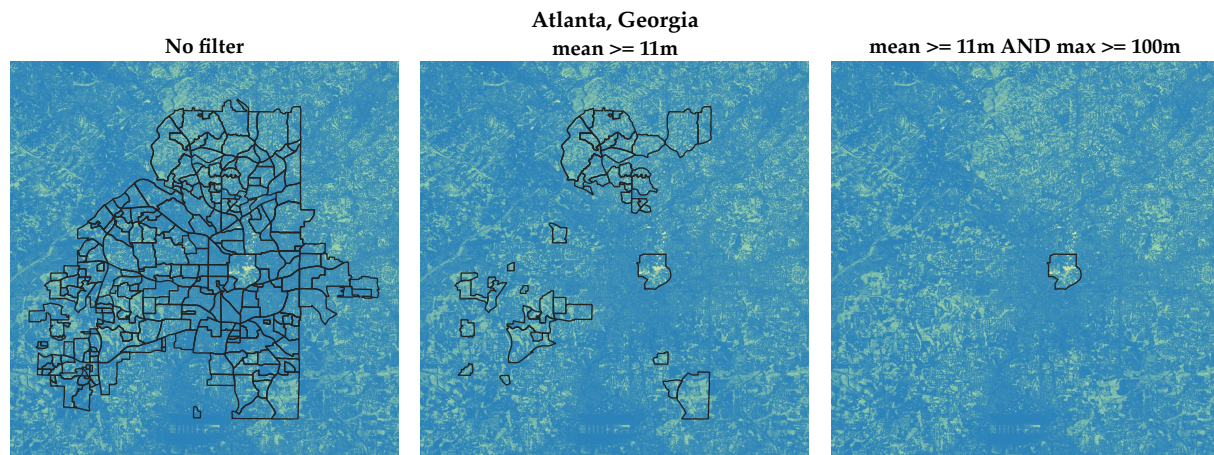 Atlanta, Georgia
No filter
mean >= 11m
mean >= 11m AND max >= 100m